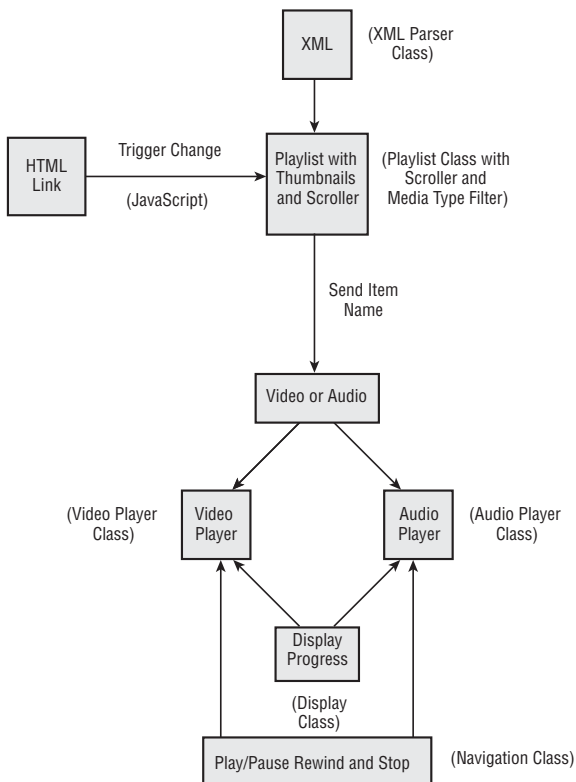 XML
(XML Parser
Class)
HTML
Link
Trigger Change
(JavaScript)
Playlist with
Thumbnails
and Scroller
(Playlist Class with
Scroller and
Media Type Filter)
Send Item
Name
Video or Audio
(Video Player
Class)
Video
Player
Audio
Player
(Audio Player
Class)
Display
Progress
(Display
Class)
Play/Pause Rewind and Stop
(Navigation Class)